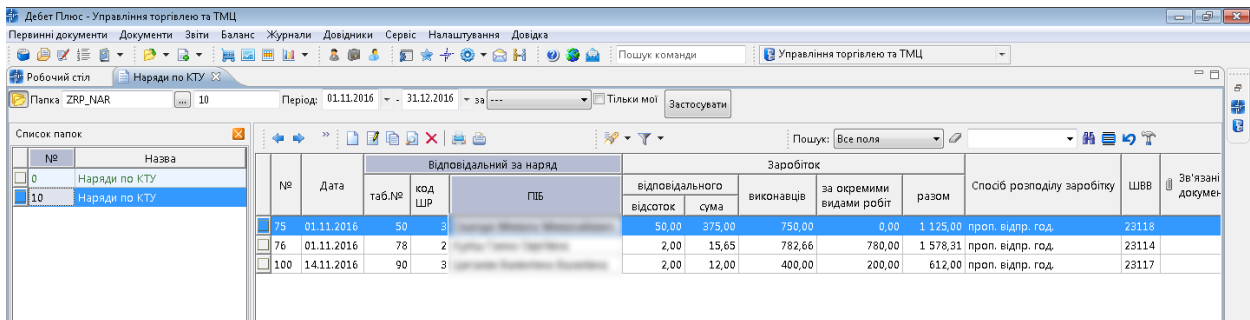 Дебет Плюс - Управління торгівлею та ТМЦ
Первинні документи Документи Звіти Баланс Журнали Довідники Сервіс Налаштування Довідка
Пошук команди Управління торгівлею та ТМЦ
Робочий стіл Наряди по КТУ
Папка ZRP_NAR ... 10 Період: 01.11.2016 - 31.12.2016 за --- Тільки мої Застосувати
Список папок
Пошук: Все поля
№ Назва
0 Наряди по КТУ
10 Наряди по КТУ
№ Дата Відповідальний за наряд Заробіток Спосіб розподілу заробітку ШВВ Зв'язані докумен
таб.№ код ШР ПІБ відповідального виконавців за окремими видами робіт разом
відсоток сума
75 01.11.2016 50 3 50,00 375,00 750,00 0,00 1 125,00 проп. відпр. год. 23118
76 01.11.2016 78 2 2,00 15,65 782,66 780,00 1 578,31 проп. відпр. год. 23114
100 14.11.2016 90 3 2,00 12,00 400,00 200,00 612,00 проп. відпр. год. 23117